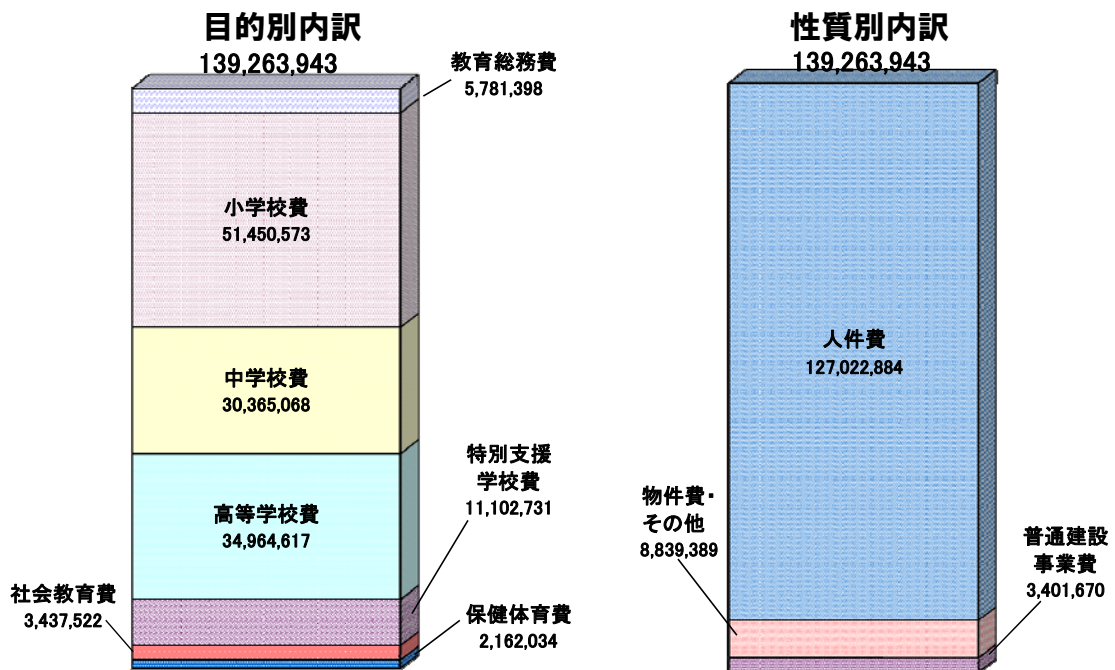 目的別内訳
139,263,943
教育総務費
5,781,398
小学校費
51,450,573
中学校費
30,365,068
高等学校費
34,964,617
特別支援
学校費
11,102,731
社会教育費
3,437,522
保健体育費
2,162,034
性質別内訳
139,263,943
人件費
127,022,884
物件費・
その他
8,839,389
普通建設
事業費
3,401,670